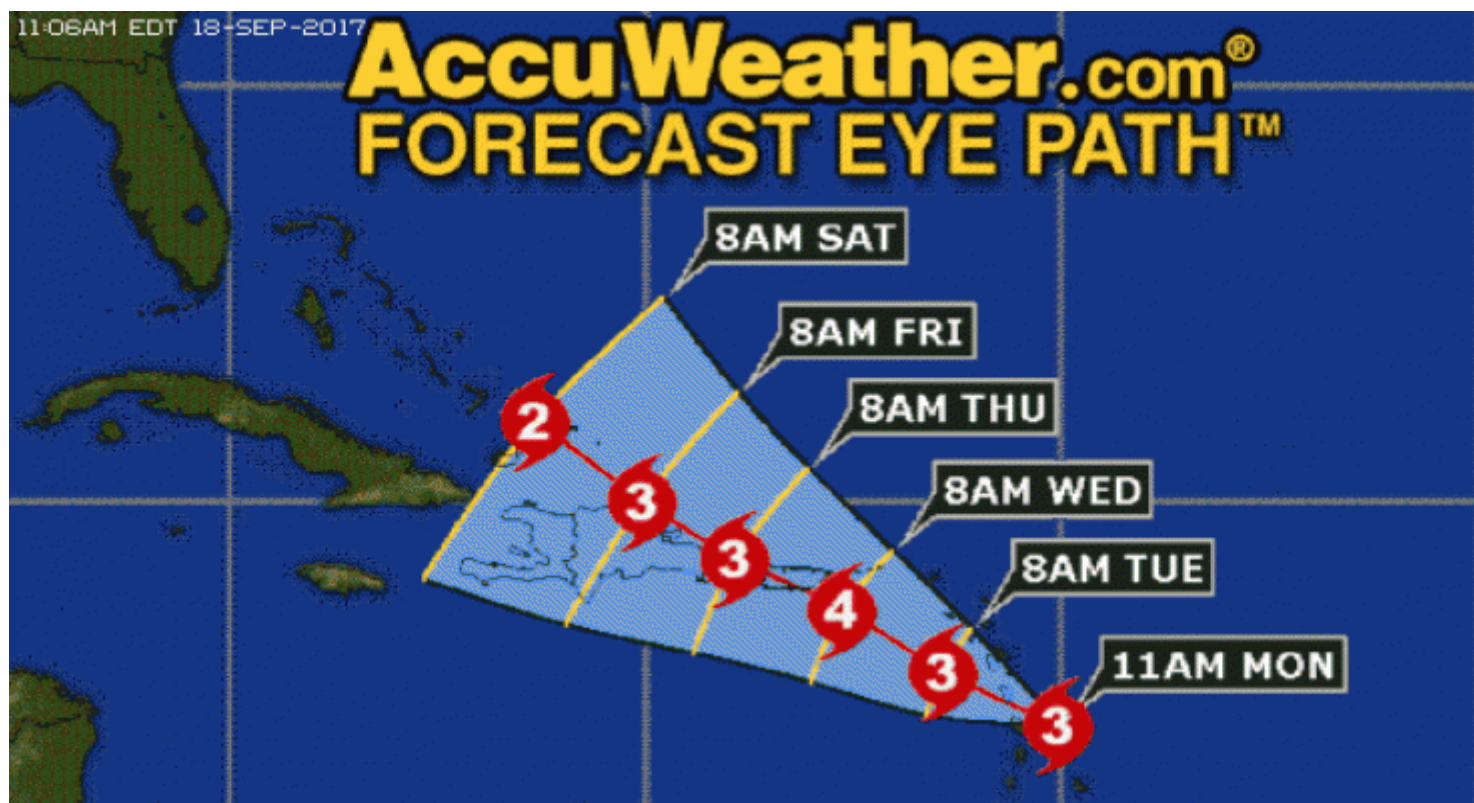 11:06AM EDT 18-SEP-2017
AccuWeather.com®
FORECAST EYE PATH™
8AM SAT
8AM FRI
8AM THU
2
8AM WED
3
3
8AM TUE
4
3
11AM MON
3